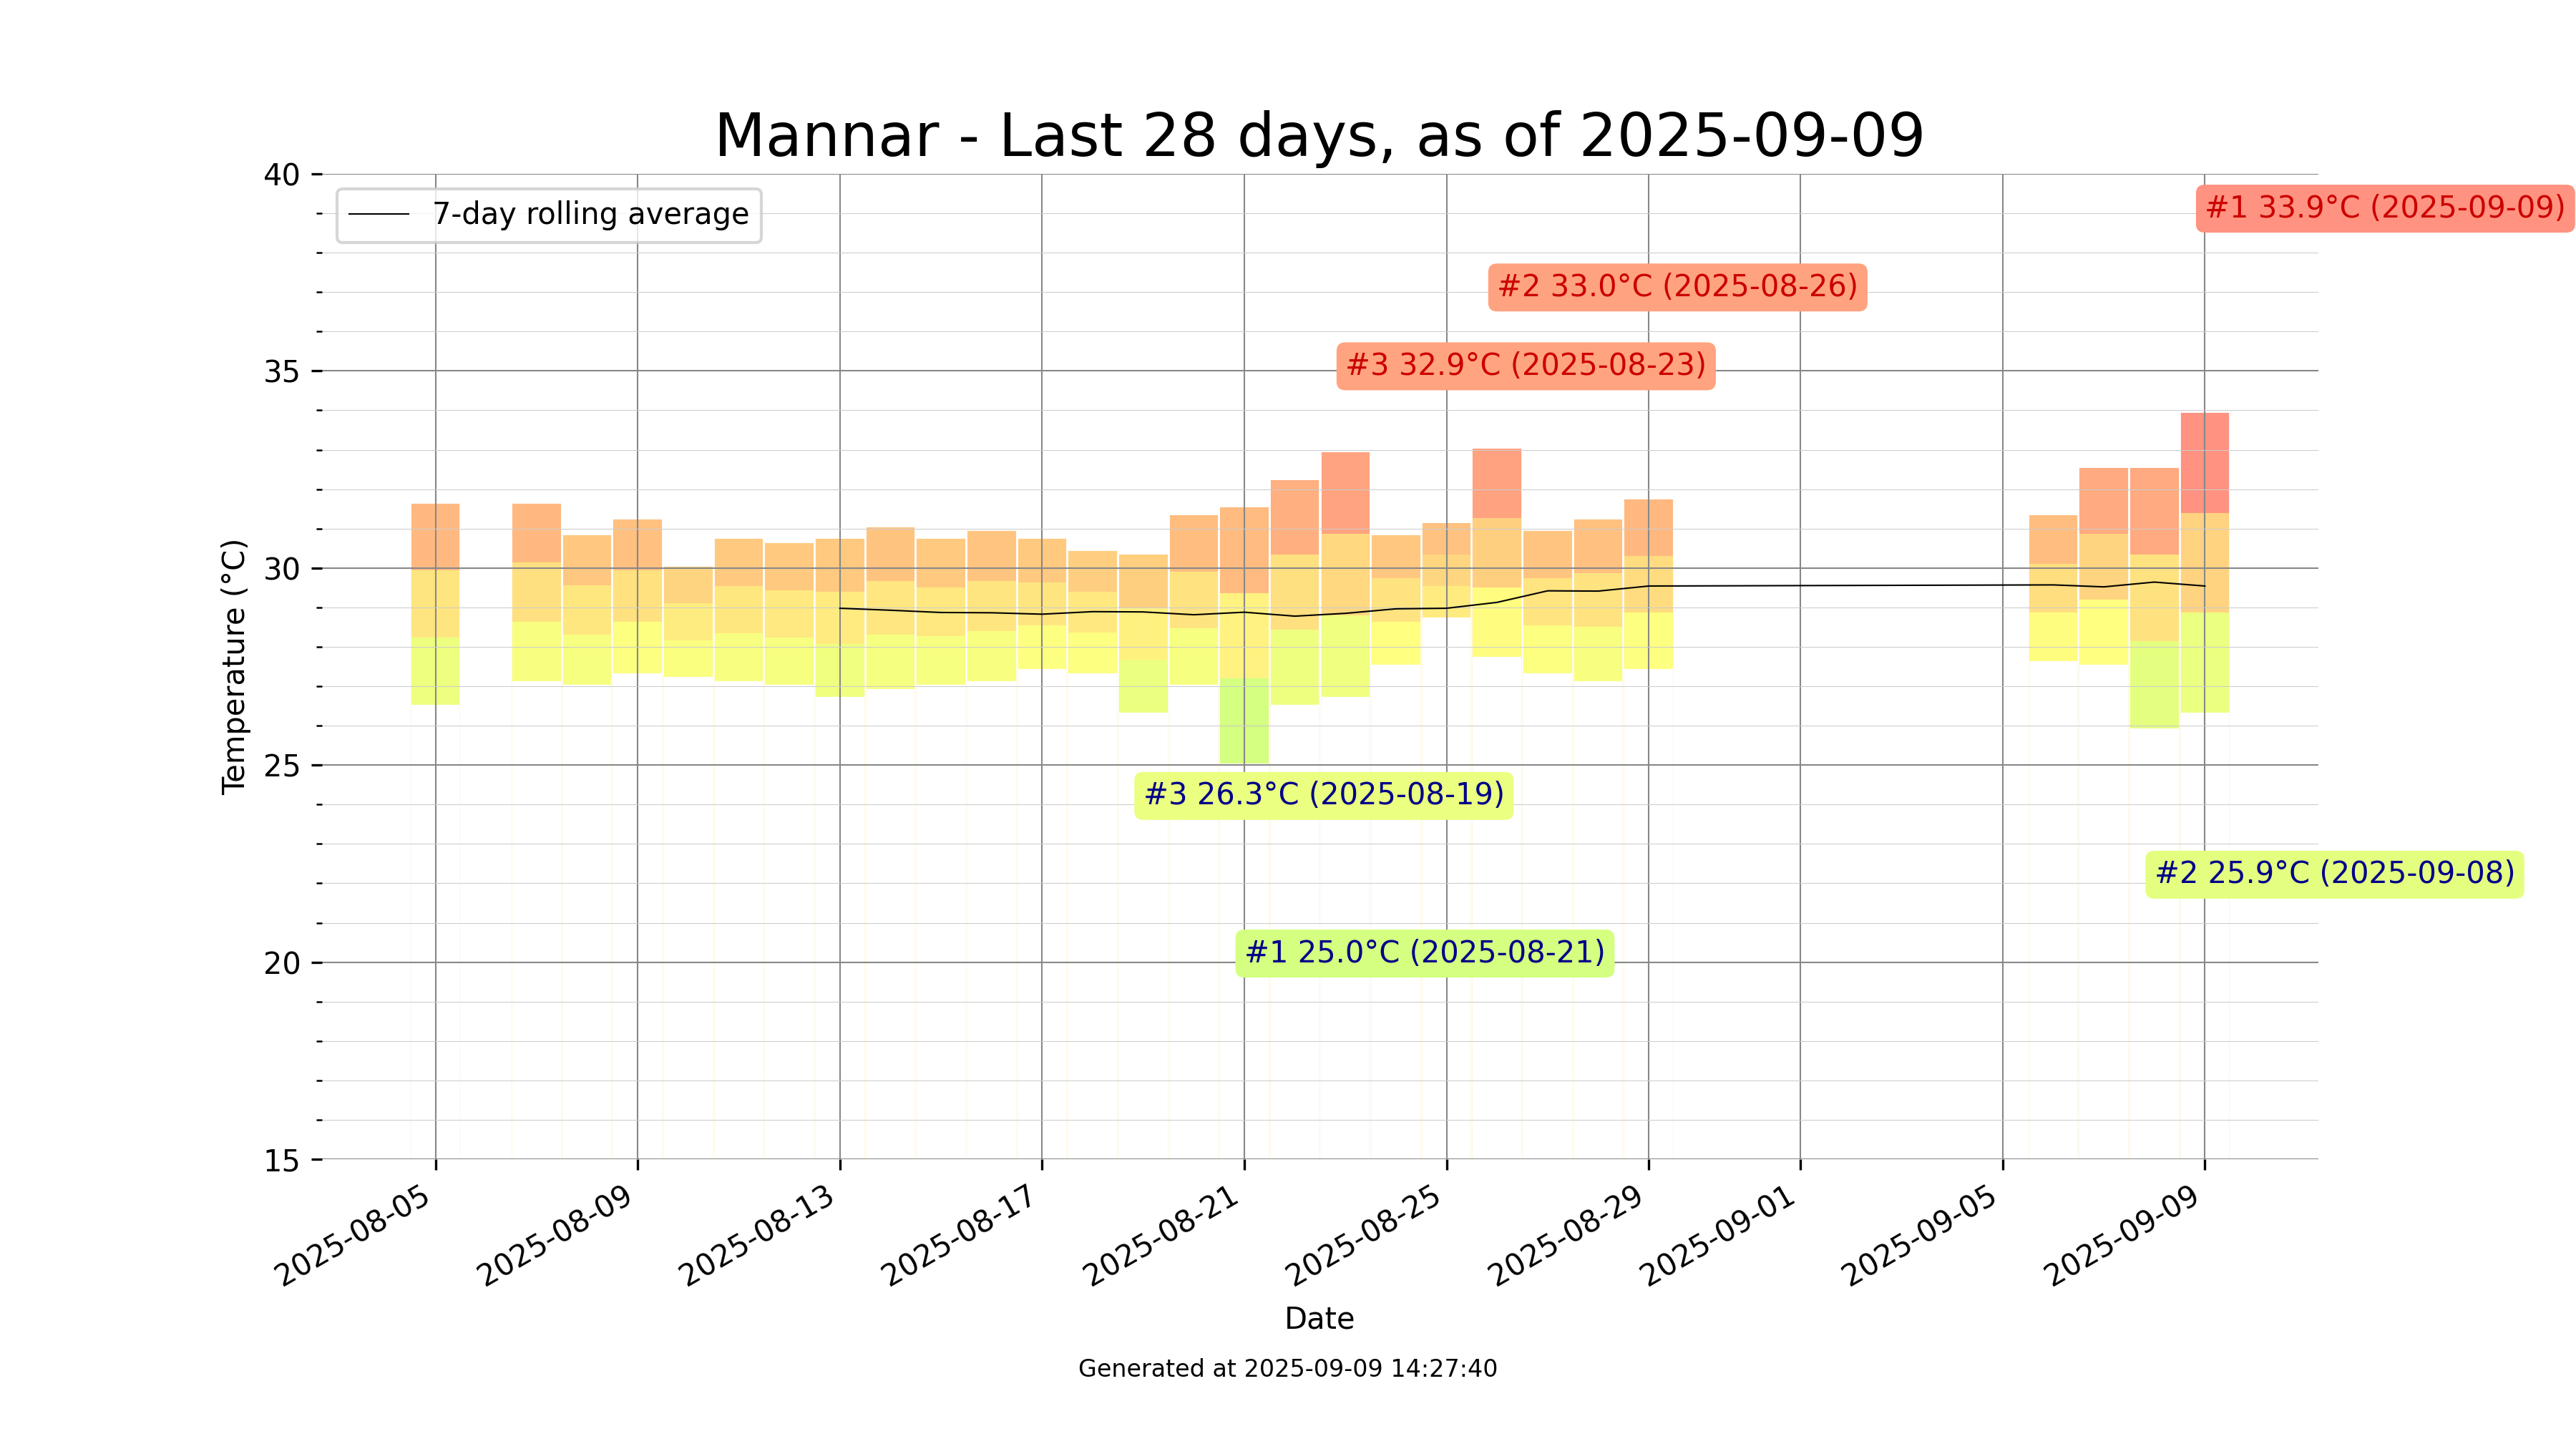 Mannar - Last 28 days, as of 2025-09-09
7-day rolling average
#1 33.9°C (2025-09-09)
#2 33.0°C (2025-08-26)
#3 32.9°C (2025-08-23)
#3 26.3°C (2025-08-19)
#2 25.9°C (2025-09-08)
#1 25.0°C (2025-08-21)
Temperature (°C)
40
35
30
25
20
15
2025-08-05
2025-08-09
2025-08-13
2025-08-17
2025-08-21
2025-08-25
2025-08-29
2025-09-01
2025-09-05
2025-09-09
Date
Generated at 2025-09-09 14:27:40